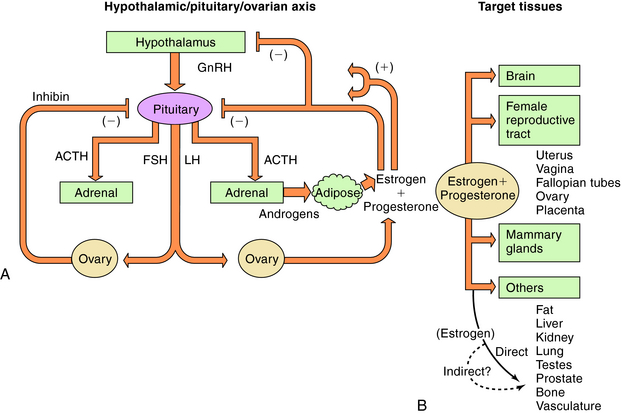 Hypothalamic/pituitary/ovarian axis
Hypothalamus
(−)
(+)
GnRH
Inhibin
(−)
Pituitary
(−)
ACTH
FSH
LH
ACTH
Adrenal
Adrenal
Androgens
Adipose
Estrogen
+
Progesterone
Ovary
Ovary
A
Target tissues
Brain
Female
reproductive
tract
Uterus
Vagina
Fallopian tubes
Ovary
Placenta
Estrogen+
Progesterone
Mammary
glands
Others
Fat
Liver
Kidney
Lung
Testes
Prostate
Bone
Vasculature
(Estrogen)
Direct
Indirect?
B